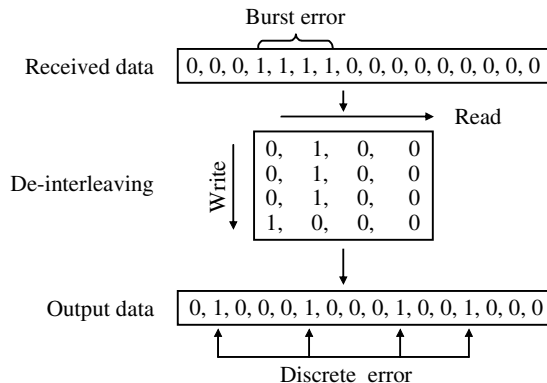 Burst error
Received data
0, 0, 0, 1, 1, 1, 1, 0, 0, 0, 0, 0, 0, 0, 0, 0
Read
De-interleaving
Write
0, 1, 0, 0
0, 1, 0, 0
0, 1, 0, 0
1, 0, 0, 0
Output data
0, 1, 0, 0, 0, 1, 0, 0, 0, 1, 0, 0, 1, 0, 0, 0
Discrete error